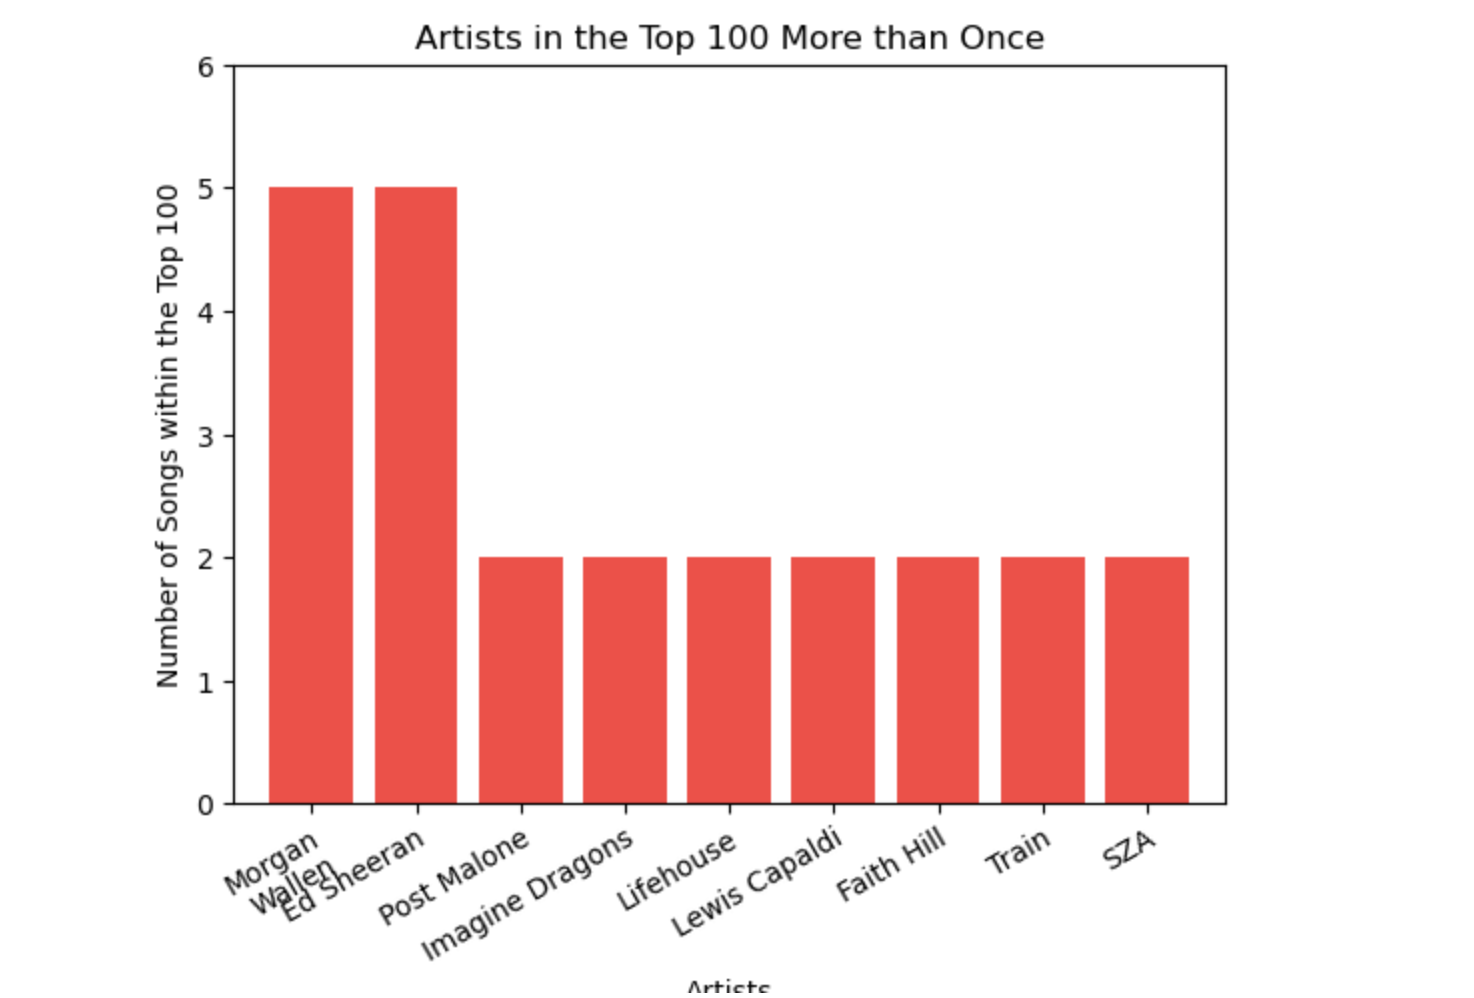 Artists in the Top 100 More than Once
Number of Songs within the Top 100
6
5
4
3
2
1
0
Morgan
Wallen
Ed Sheeran
Post Malone
Imagine Dragons
Lifehouse
Lewis Capaldi
Faith Hill
Train
SZA
Artists